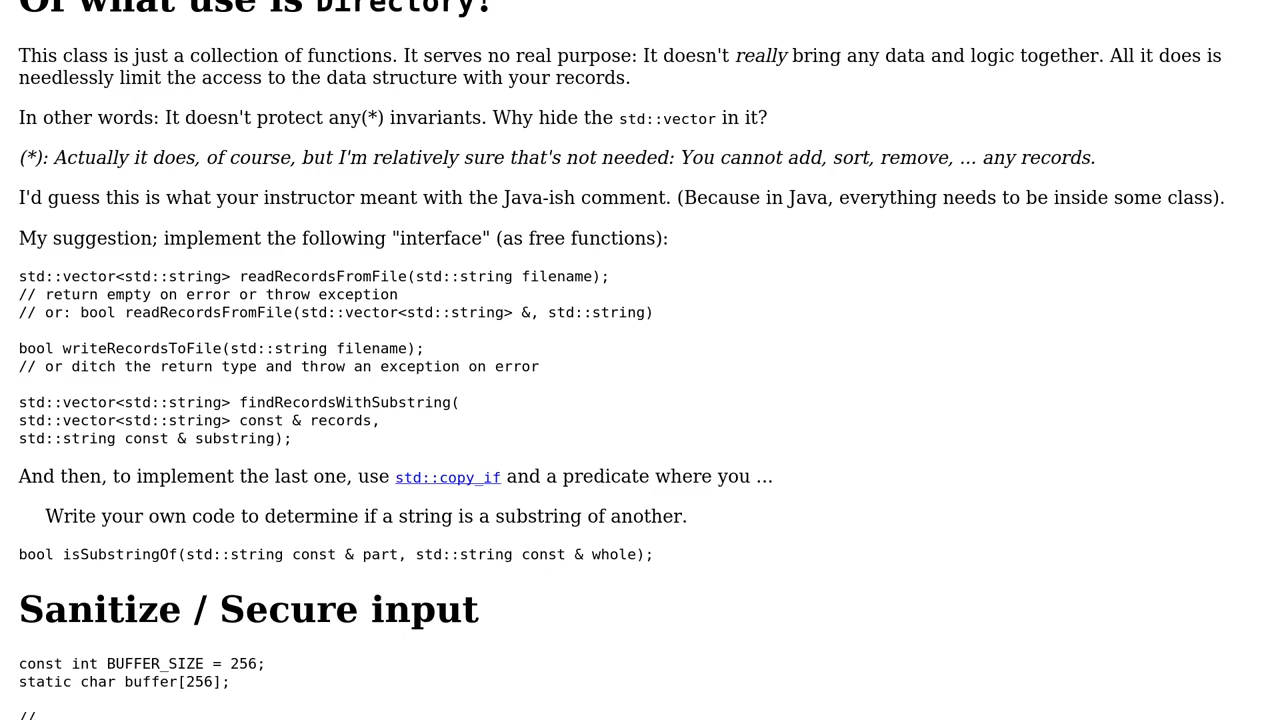 Of what use is Directory?
This class is just a collection of functions. It serves no real purpose: It doesn't really bring any data and logic together. All it does is
needlessly limit the access to the data structure with your records.
In other words: It doesn't protect any(*) invariants. Why hide the std::vector in it?
(*): Actually it does, of course, but I'm relatively sure that's not needed: You cannot add, sort, remove, ... any records.
I'd guess this is what your instructor meant with the Java-ish comment. (Because in Java, everything needs to be inside some class).
My suggestion; implement the following "interface" (as free functions):
std::vector<std::string> readRecordsFromFile(std::string filename);
// return empty on error or throw exception
// or: bool readRecordsFromFile(std::vector<std::string> &, std::string)
bool writeRecordsToFile(std::string filename);
// or ditch the return type and throw an exception on error
std::vector<std::string> findRecordsWithSubstring(
std::vector<std::string> const & records,
std::string const & substring);
And then, to implement the last one, use std::copy_if and a predicate where you ...
Write your own code to determine if a string is a substring of another.
bool isSubstringOf(std::string const & part, std::string const & whole);
Sanitize / Secure input
const int BUFFER_SIZE = 256;
static char buffer[256];
//